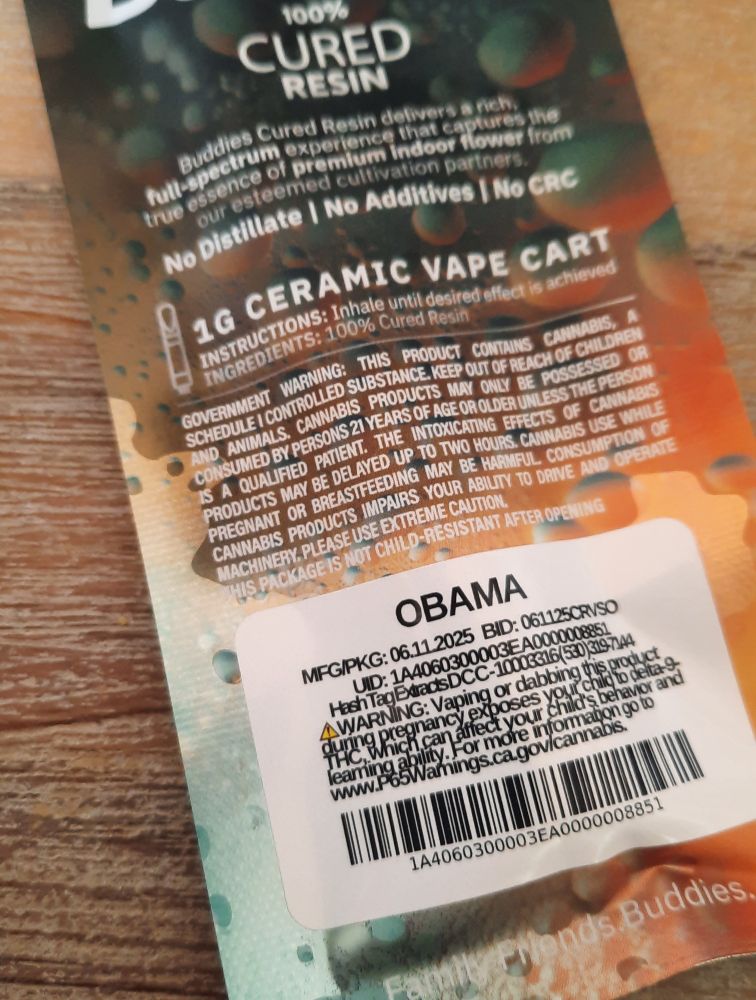 100%
CURED
RESIN
Buddies Cured Resin delivers a rich,
full-spectrum experience that captures the
true essence of premium indoor flower from
our esteemed cultivation partners.
No Distillate | No Additives | No CRC
1G CERAMIC VAPE CART
INSTRUCTIONS: Inhale until desired effect is achieved
INGREDIENTS: 100% Cured Resin
GOVERNMENT WARNING: THIS PRODUCT CONTAINS CANNABIS, A
SCHEDULE I CONTROLLED SUBSTANCE. KEEP OUT OF REACH OF CHILDREN
AND ANIMALS. CANNABIS PRODUCTS MAY ONLY BE POSSESSED OR
CONSUMED BY PERSONS 21 YEARS OF AGE OR OLDER UNLESS THE PERSON
IS A QUALIFIED PATIENT. THE INTOXICATING EFFECTS OF CANNABIS
PRODUCTS MAY BE DELAYED UP TO TWO HOURS. CANNABIS USE WHILE
PREGNANT OR BREASTFEEDING MAY BE HARMFUL. CONSUMPTION OF
CANNABIS PRODUCTS IMPAIRS YOUR ABILITY TO DRIVE AND OPERATE
MACHINERY. PLEASE USE EXTREME CAUTION.
THIS PACKAGE IS NOT CHILD-RESISTANT AFTER OPENING
OBAMA
MFG/PKG: 06.11.2025 BID: 061125CRVSO
UID: 1A4060300003EA0000008851
HashTagExtracts DCC-10003316 (530) 319-7144
WARNING: Vaping or dabbing this product
during pregnancy exposes your child to delta-9-
THC, which can affect your child's behavior and
learning ability. For more information go to
www.P65Warnings.ca.gov/cannabis.
1A4060300003EA0000008851
Family. Friends. Buddies.